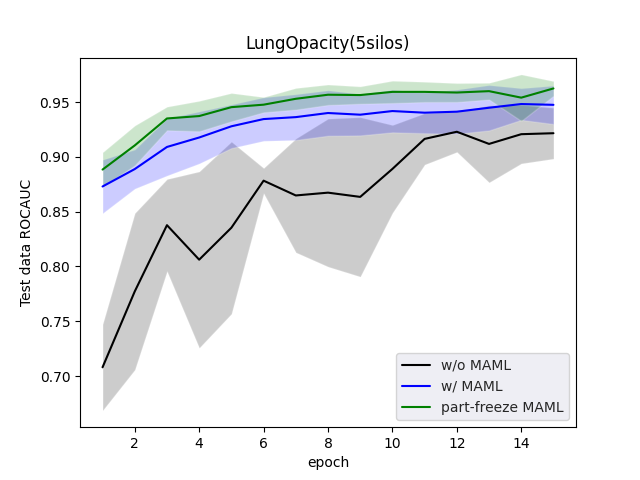 LungOpacity(5silos)
Test data ROCAUC
0.95
0.90
0.85
0.80
0.75
0.70
w/o MAML
w/ MAML
part-freeze MAML
2 4 6 8 10 12 14
epoch